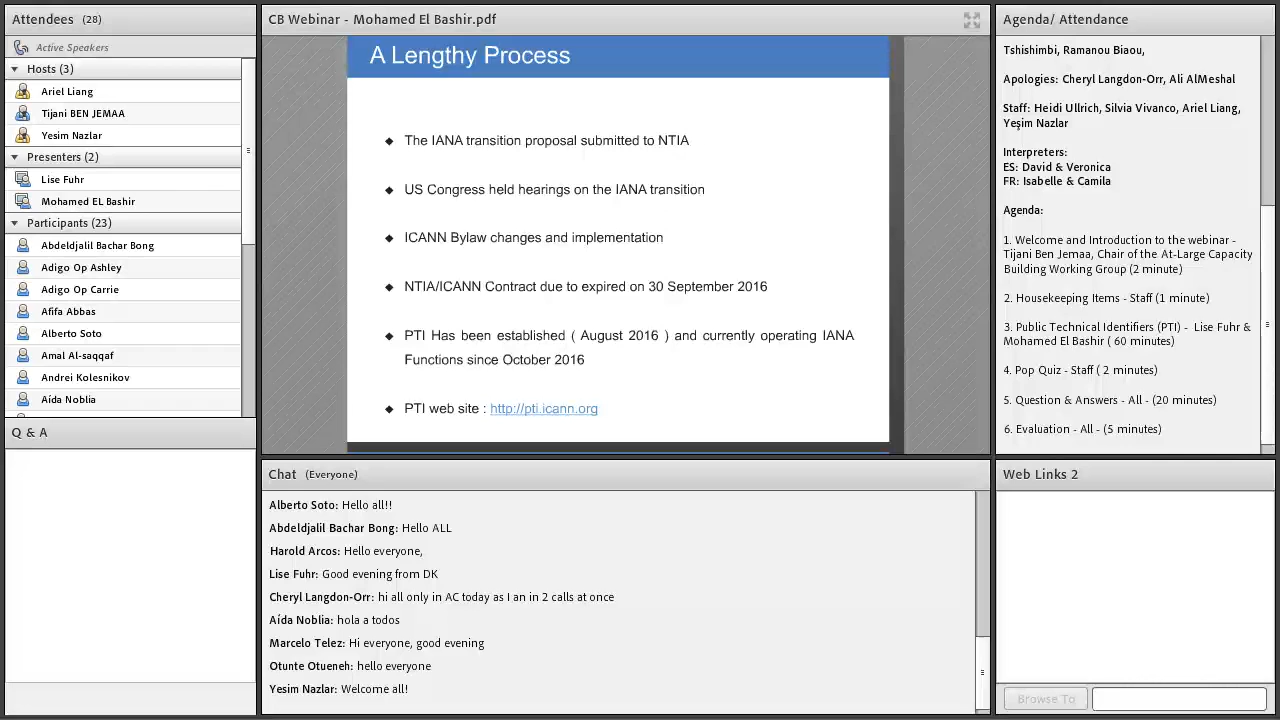 Attendees (28)
Active Speakers
Hosts (3)
Ariel Liang
Tijani BEN JEMAA
Yesim Nazlar
Presenters (2)
Lise Fuhr
Mohamed EL Bashir
Participants (23)
Abdeldjalil Bachar Bong
Adigo Op Ashley
Adigo Op Carrie
Afifa Abbas
Alberto Soto
Amal Al-saqqaf
Andrei Kolesnikov
Aída Noblia
Q & A
CB Webinar - Mohamed El Bashir.pdf
A Lengthy Process
◆ The IANA transition proposal submitted to NTIA
◆ US Congress held hearings on the IANA transition
◆ ICANN Bylaw changes and implementation
◆ NTIA/ICANN Contract due to expired on 30 September 2016
◆ PTI Has been established ( August 2016 ) and currently operating IANA
Functions since October 2016
◆ PTI web site : http://pti.icann.org
Chat (Everyone)
Alberto Soto: Hello all!!
Abdeldjalil Bachar Bong: Hello ALL
Harold Arcos: Hello everyone,
Lise Fuhr: Good evening from DK
Cheryl Langdon-Orr: hi all only in AC today as I an in 2 calls at once
Aída Noblia: hola a todos
Marcelo Telez: Hi everyone, good evening
Otunte Otueneh: hello everyone
Yesim Nazlar: Welcome all!
Agenda/ Attendance
Tshishimbi, Ramanou Biaou,
Apologies: Cheryl Langdon-Orr, Ali AlMeshal
Staff: Heidi Ullrich, Silvia Vivanco, Ariel Liang,
Yeşim Nazlar
Interpreters:
ES: David & Veronica
FR: Isabelle & Camila
Agenda:
1. Welcome and Introduction to the webinar -
Tijani Ben Jemaa, Chair of the At-Large Capacity
Building Working Group (2 minute)
2. Housekeeping Items - Staff (1 minute)
3. Public Technical Identifiers (PTI) - Lise Fuhr &
Mohamed El Bashir ( 60 minutes)
4. Pop Quiz - Staff ( 2 minutes)
5. Question & Answers - All - (20 minutes)
6. Evaluation - All - (5 minutes)
Web Links 2
Browse To